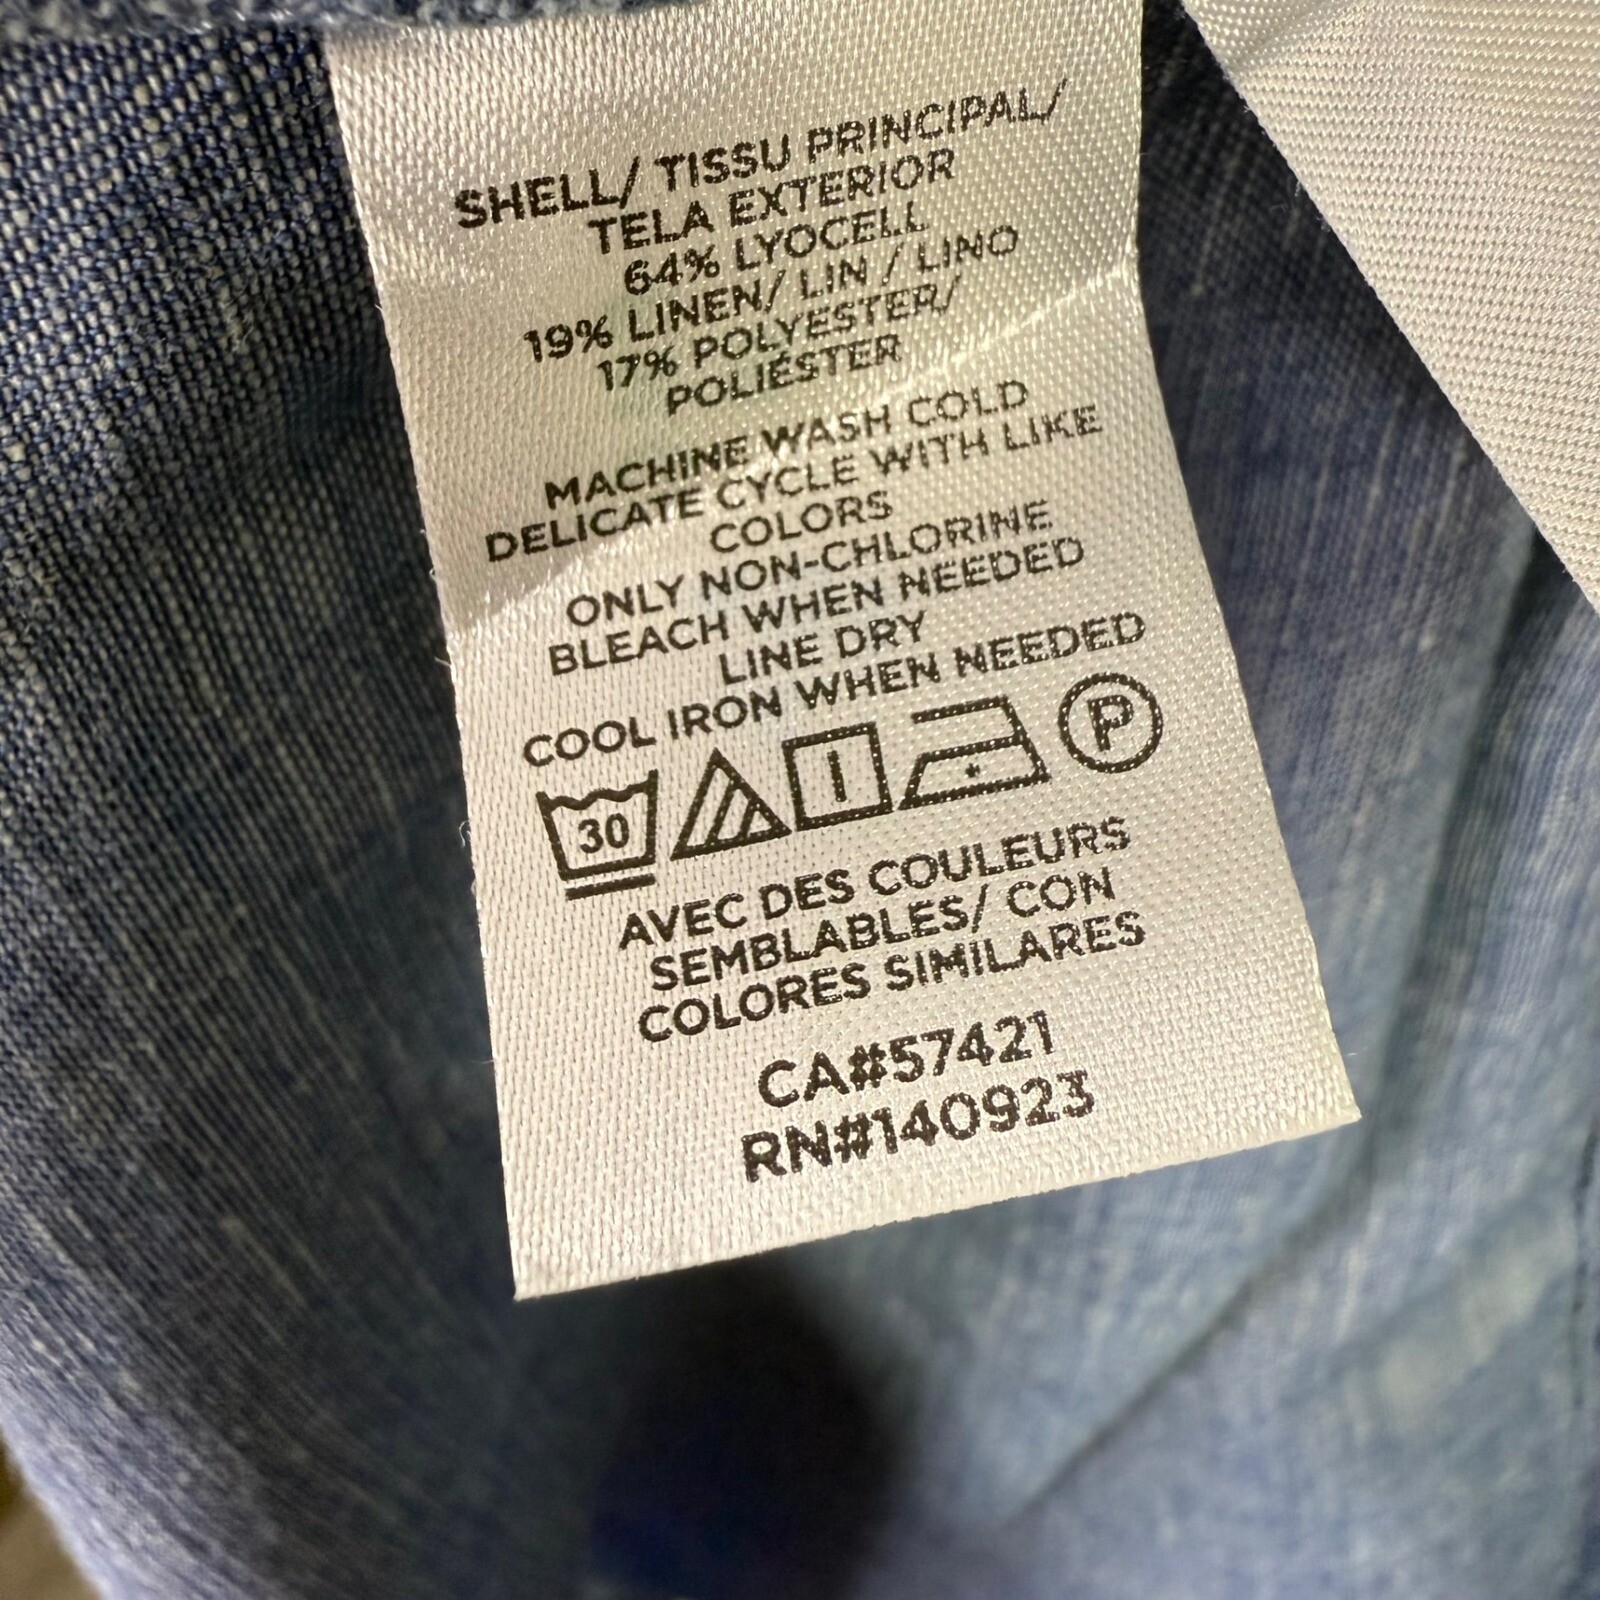 SHELL/ TISSU PRINCIPAL/
TELA EXTERIOR
64% LYOCELL
19% LINEN/ LIN / LINO
17% POLYESTER/
POLIÉSTER
MACHINE WASH COLD
DELICATE CYCLE WITH LIKE
COLORS
ONLY NON-CHLORINE
BLEACH WHEN NEEDED
LINE DRY
COOL IRON WHEN NEEDED
30 P
AVEC DES COULEURS
SEMBLABLES/ CON
COLORES SIMILARES
CA#57421
RN#140923